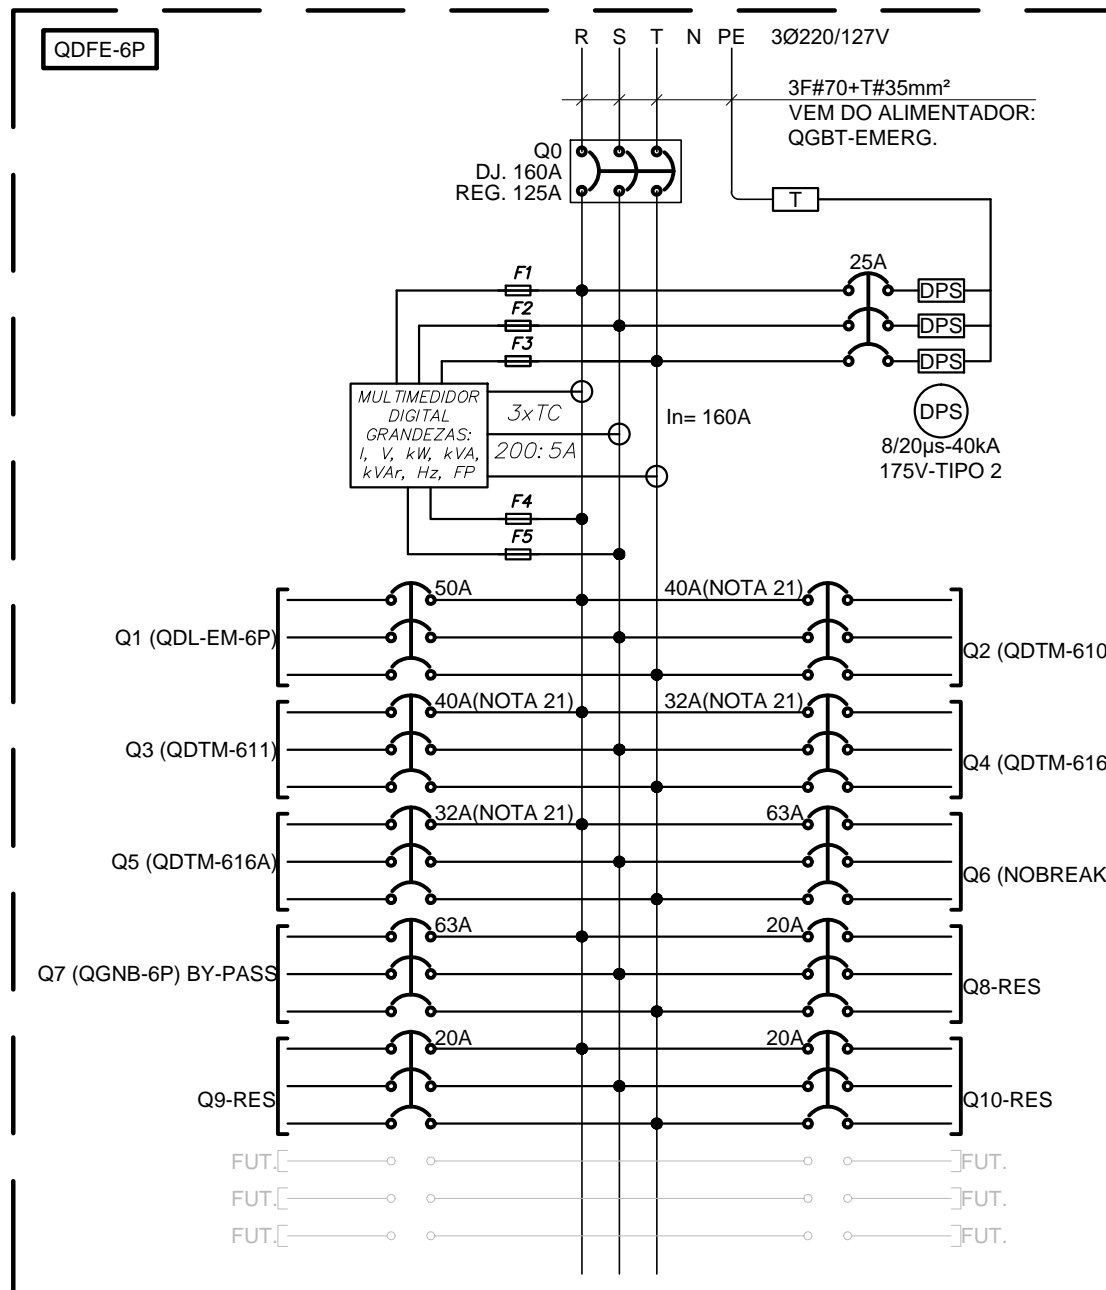 QDFE-6P
R S T N PE 3Ø220/127V
3F#70+T#35mm²
VEM DO ALIMENTADOR:
QGBT-EMERG.
Q0
DJ. 160A
REG. 125A
T
25A
F1
DPS
F2
DPS
F3
DPS
MULTIMEDIDOR
DIGITAL
GRANDEZAS:
I, V, kW, kVA,
kVAr, Hz, FP
3xTC
200:5A
In= 160A
DPS
8/20µs-40kA
175V-TIPO 2
F4
F5
50A
40A(NOTA 21)
Q1 (QDL-EM-6P)
Q2 (QDTM-610
40A(NOTA 21)
32A(NOTA 21)
Q3 (QDTM-611)
Q4 (QDTM-616
32A(NOTA 21)
63A
Q5 (QDTM-616A)
Q6 (NOBREAK
63A
20A
Q7 (QGNB-6P) BY-PASS
Q8-RES
20A
20A
Q9-RES
Q10-RES
FUT.
FUT.
FUT.
FUT.
FUT.
FUT.